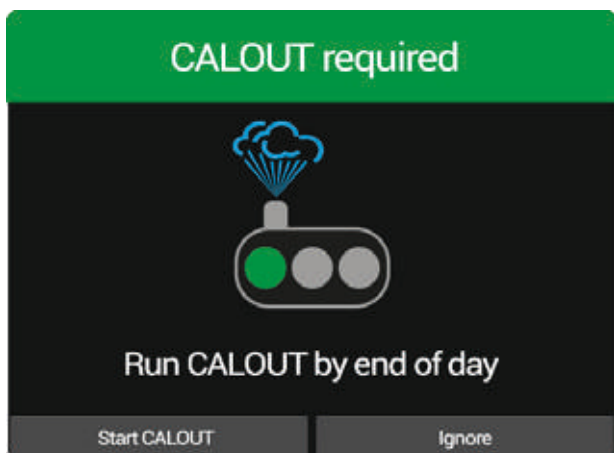 CALOUT required
Run CALOUT by end of day
Start CALOUT
Ignore